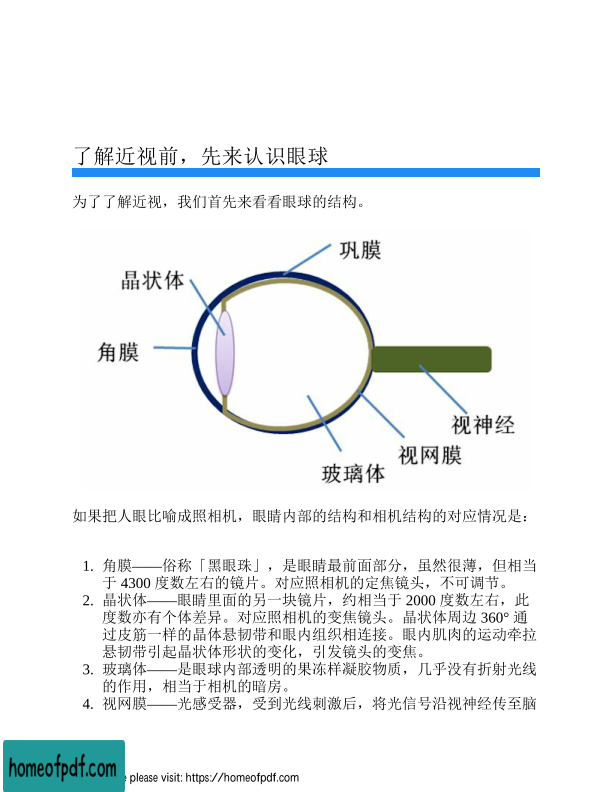 了解近视前，先来认识眼球
为了了解近视，我们首先来看看眼球的结构。
巩膜
晶状体
角膜
视神经
视网膜
玻璃体
如果把人眼比喻成照相机，眼睛内部的结构和相机结构的对应情况是：
1. 角膜——俗称「黑眼珠」，是眼睛最前面部分，虽然很薄，但相当
于 4300 度数左右的镜片。对应照相机的定焦镜头，不可调节。
2. 晶状体——眼睛里面的另一块镜片，约相当于 2000 度数左右，此
度数亦有个体差异。对应照相机的变焦镜头。晶状体周边 360° 通
过皮筋一样的晶体悬韧带和眼内组织相连接。眼内肌肉的运动牵拉
悬韧带引起晶状体形状的变化，引发镜头的变焦。
3. 玻璃体——是眼球内部透明的果冻样凝胶物质，几乎没有折射光线
的作用，相当于相机的暗房。
4. 视网膜——光感受器，受到光线刺激后，将光信号沿视神经传至脑
homeofpdf.com
e please visit: https://homeofpdf.com